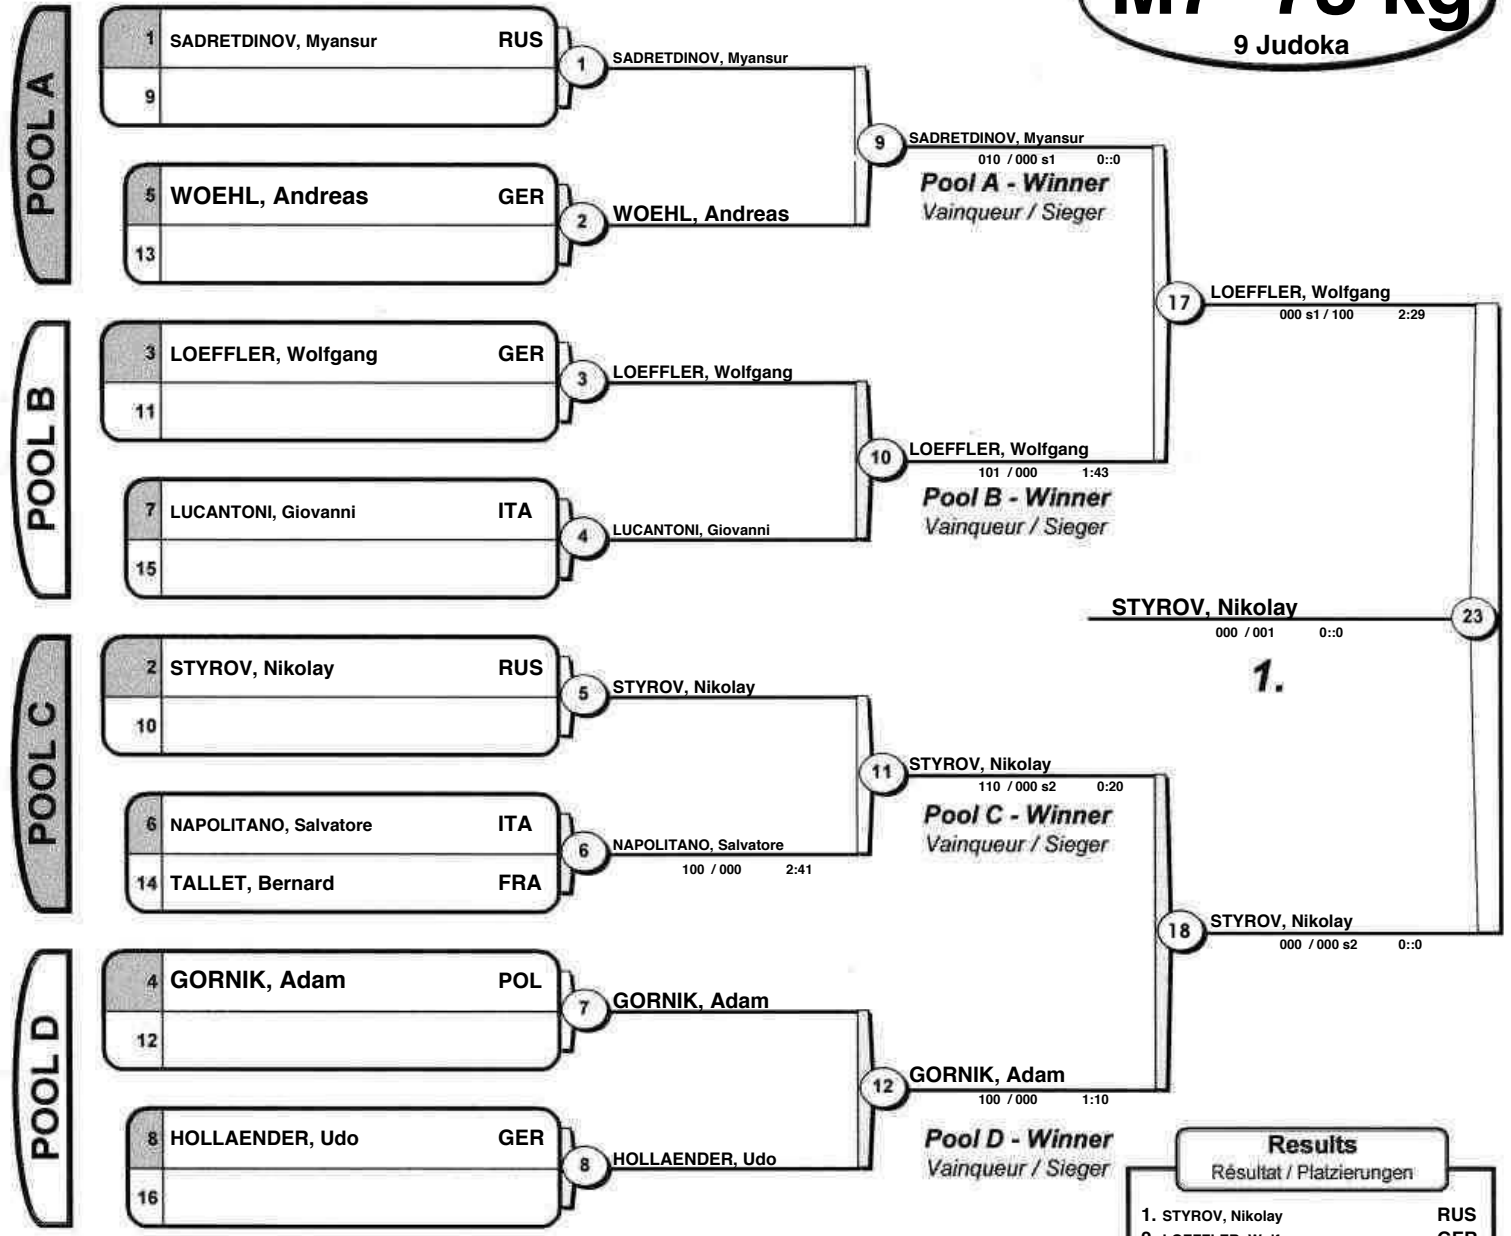 M7 -73 kg
9 Judoka
POOL A
1 SADRETDINOV, Myansur RUS
9
1
SADRETDINOV, Myansur
5 WOEHL, Andreas GER
13
2
WOEHL, Andreas
9
SADRETDINOV, Myansur
010 / 000 s1 0::0
Pool A - Winner
Vainqueur / Sieger
POOL B
3 LOEFFLER, Wolfgang GER
11
3
LOEFFLER, Wolfgang
7 LUCANTONI, Giovanni ITA
15
4
LUCANTONI, Giovanni
10
LOEFFLER, Wolfgang
101 / 000 1:43
Pool B - Winner
Vainqueur / Sieger
17
LOEFFLER, Wolfgang
000 s1 / 100 2:29
STYROV, Nikolay
000 / 001 0::0
23
1.
POOL C
2 STYROV, Nikolay RUS
10
5
STYROV, Nikolay
6 NAPOLITANO, Salvatore ITA
14 TALLET, Bernard FRA
6
NAPOLITANO, Salvatore
100 / 000 2:41
11
STYROV, Nikolay
110 / 000 s2 0:20
Pool C - Winner
Vainqueur / Sieger
18
STYROV, Nikolay
000 / 000 s2 0::0
POOL D
4 GORNIK, Adam POL
12
7
GORNIK, Adam
8 HOLLAENDER, Udo GER
16
8
HOLLAENDER, Udo
12
GORNIK, Adam
100 / 000 1:10
Pool D - Winner
Vainqueur / Sieger
Results
Résultat / Platzierungen
1. STYROV, Nikolay RUS